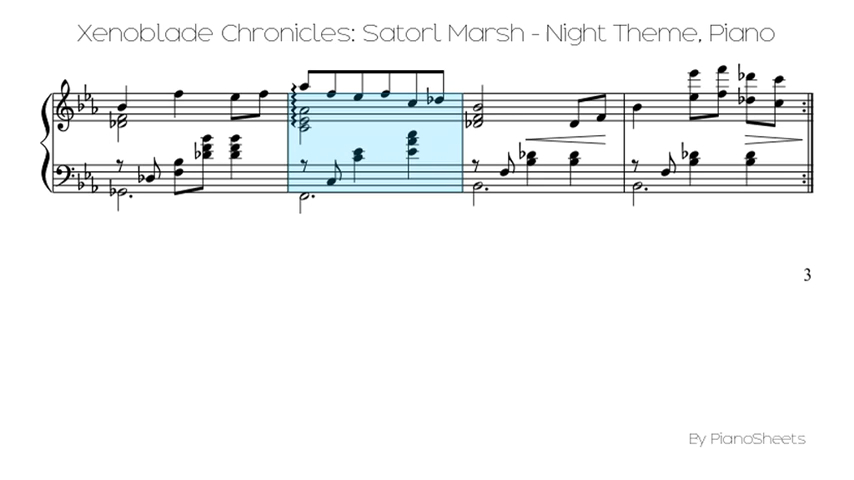 Xenoblade Chronicles: Satorl Marsh - Night Theme, Piano
3
By PianoSheets